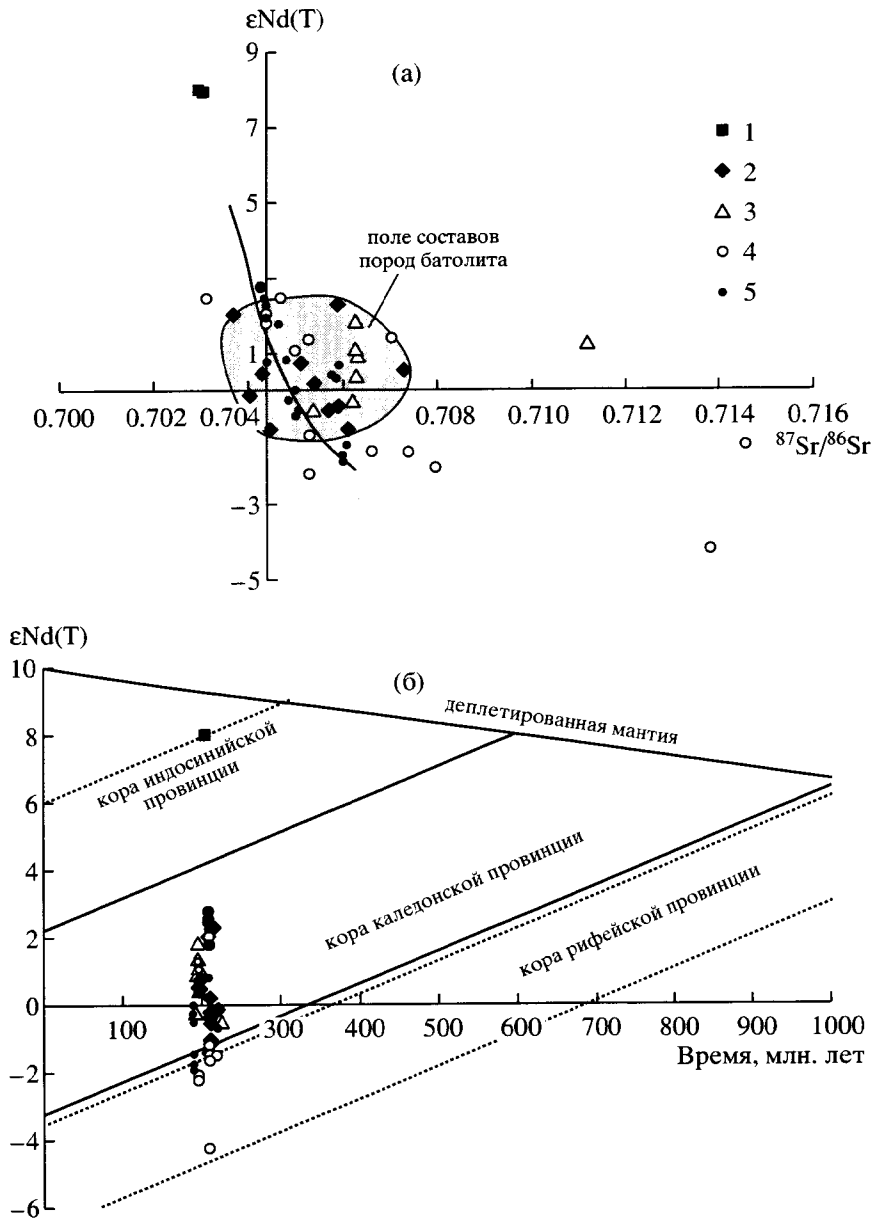 εNd(T)
9
(а)
7
5
1
-3
-5
1
2
3
4
5
поле составов
пород батолита
0.700
0.702
0.704
0.708
0.710
0.712
0.714
0.716
⁸⁷Sr/⁸⁶Sr
εNd(T)
10
8
6
4
2
0
−2
−4
−6
(б)
деплетированная мантия
кора индосинийской
провинции
кора каледонской провинции
кора рифейской провинции
100
300
400
500
600
700
800
900
1000
Время, млн. лет